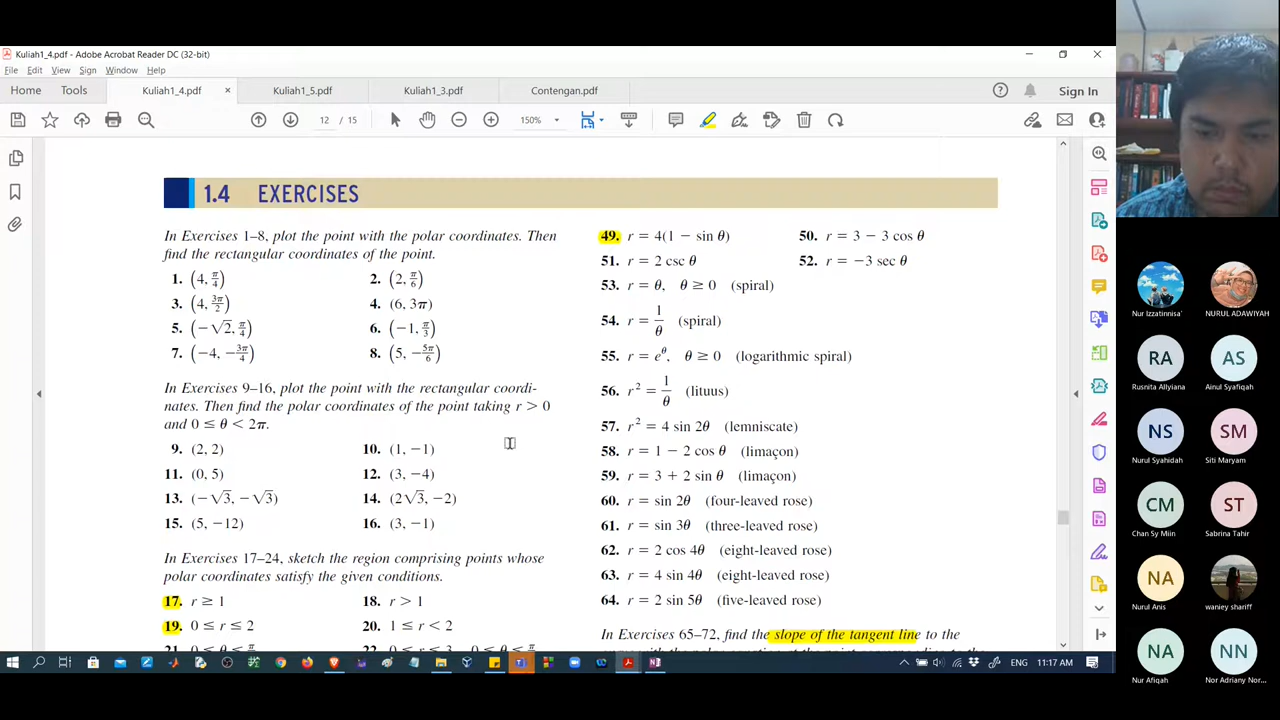 Kuliah1_4.pdf - Adobe Acrobat Reader DC (32-bit)
File Edit View Sign Window Help
Home Tools Kuliah1_4.pdf × Kuliah1_5.pdf Kuliah1_3.pdf Contengan.pdf Sign In
12 / 15 150%
1.4 EXERCISES
In Exercises 1–8, plot the point with the polar coordinates. Then
find the rectangular coordinates of the point.
1. (4, π/4) 2. (2, π/6)
3. (4, 3π/2) 4. (6, 3π)
5. (−√2, π/4) 6. (−1, π/3)
7. (−4, −3π/4) 8. (5, −5π/6)
In Exercises 9–16, plot the point with the rectangular coordi-
nates. Then find the polar coordinates of the point taking r > 0
and 0 ≤ θ < 2π.
9. (2, 2) 10. (1, −1)
11. (0, 5) 12. (3, −4)
13. (−√3, −√3) 14. (2√3, −2)
15. (5, −12) 16. (3, −1)
In Exercises 17–24, sketch the region comprising points whose
polar coordinates satisfy the given conditions.
17. r ≥ 1 18. r > 1
19. 0 ≤ r ≤ 2 20. 1 ≤ r < 2
49. r = 4(1 − sin θ) 50. r = 3 − 3 cos θ
51. r = 2 csc θ 52. r = −3 sec θ
53. r = θ, θ ≥ 0 (spiral)
54. r = 1/θ (spiral)
55. r = e^θ, θ ≥ 0 (logarithmic spiral)
56. r² = 1/θ (lituus)
57. r² = 4 sin 2θ (lemniscate)
58. r = 1 − 2 cos θ (limaçon)
59. r = 3 + 2 sin θ (limaçon)
60. r = sin 2θ (four-leaved rose)
61. r = sin 3θ (three-leaved rose)
62. r = 2 cos 4θ (eight-leaved rose)
63. r = 4 sin 4θ (eight-leaved rose)
64. r = 2 sin 5θ (five-leaved rose)
In Exercises 65–72, find the slope of the tangent line to the
Nur Izzatinnisa' NURUL ADAWIYAH
RA AS
Rusnita Allyiana Ainul Syafiqah
NS SM
Nurul Syahidah Siti Maryam
CM ST
Chan Sy Miin Sabrina Tahir
NA
Nurul Anis waniey shariff
NA NN
Nur Afiqah Nor Adriany Nor...
ENG 11:17 AM